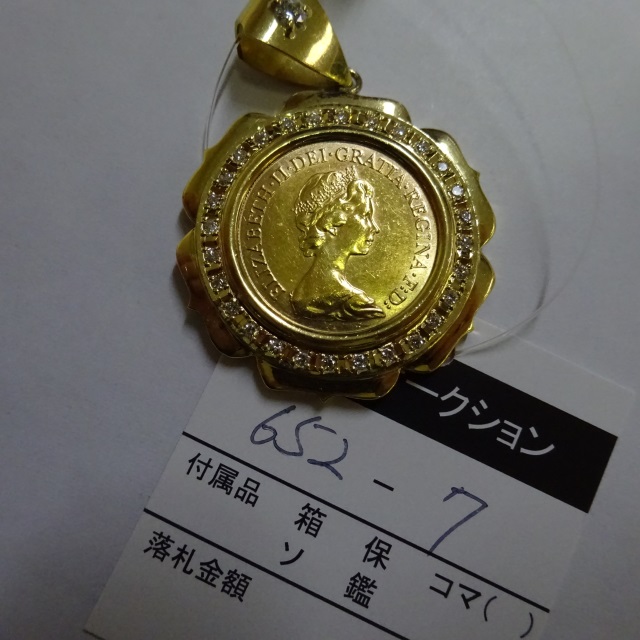 ELIZABETH·II·DEI·GRATIA·REGINA·F:D:
ークション
652-7
付属品 箱 保 コマ( )
ソ 鑑
落札金額